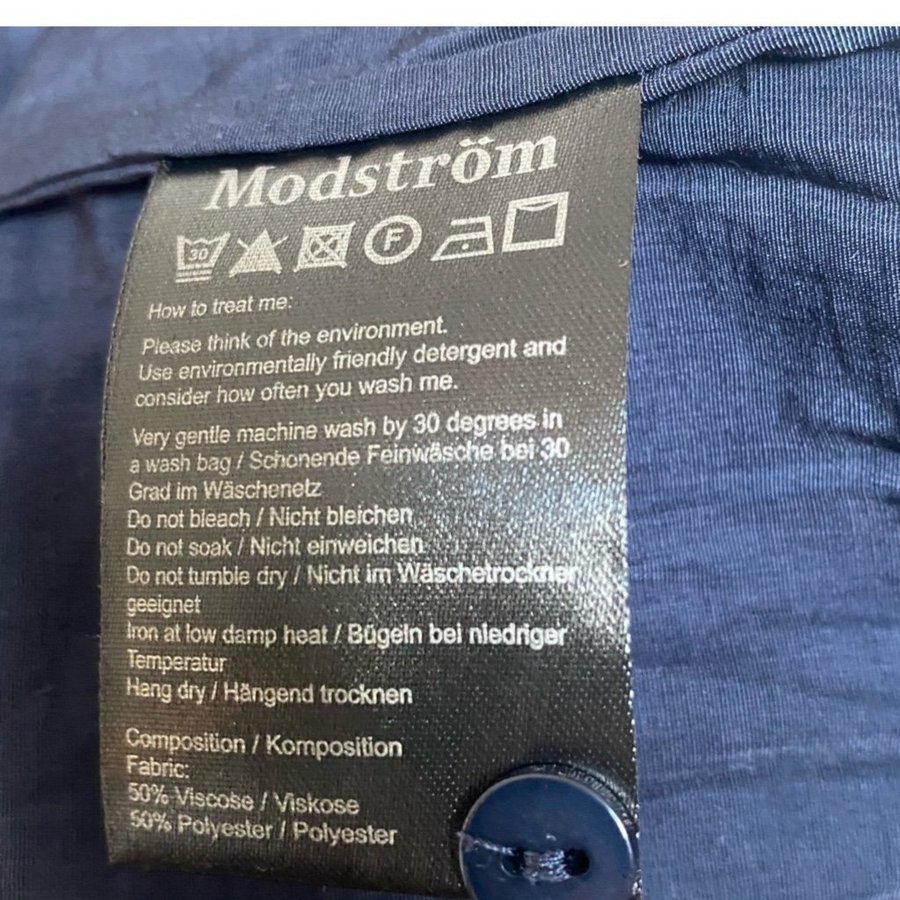 Modström
30 F
How to treat me:
Please think of the environment.
Use environmentally friendly detergent and
consider how often you wash me.
Very gentle machine wash by 30 degrees in
a wash bag / Schonende Feinwäsche bei 30
Grad im Wäschenetz
Do not bleach / Nicht bleichen
Do not soak / Nicht einweichen
Do not tumble dry / Nicht im Wäschetrockner
geeignet
Iron at low damp heat / Bügeln bei niedriger
Temperatur
Hang dry / Hängend trocknen
Composition / Komposition
Fabric:
50% Viscose / Viskose
50% Polyester / Polyester